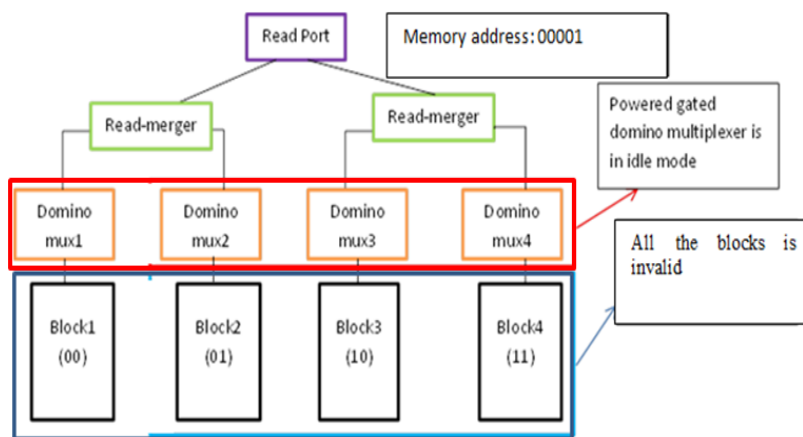 Read Port
Memory address: 00001
Read-merger
Read-merger
Powered gated
domino multiplexer is
in idle mode
Domino
mux1
Domino
mux2
Domino
mux3
Domino
mux4
All the blocks is
invalid
Block1
(00)
Block2
(01)
Block3
(10)
Block4
(11)